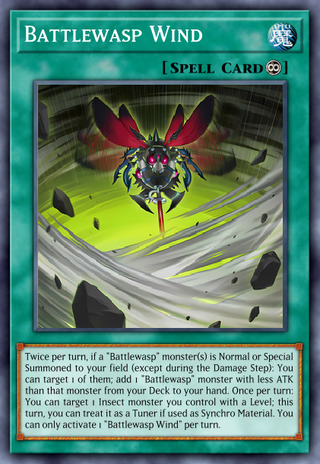 BATTLEWASP WIND
[SPELL CARD]
Twice per turn, if a "Battlewasp" monster(s) is Normal or Special
Summoned to your field (except during the Damage Step): You
can target 1 of them; add 1 "Battlewasp" monster with less ATK
than that monster from your Deck to your hand. Once per turn:
You can target 1 Insect monster you control with a Level; this
turn, you can treat it as a Tuner if used as Synchro Material. You
can only activate 1 "Battlewasp Wind" per turn.